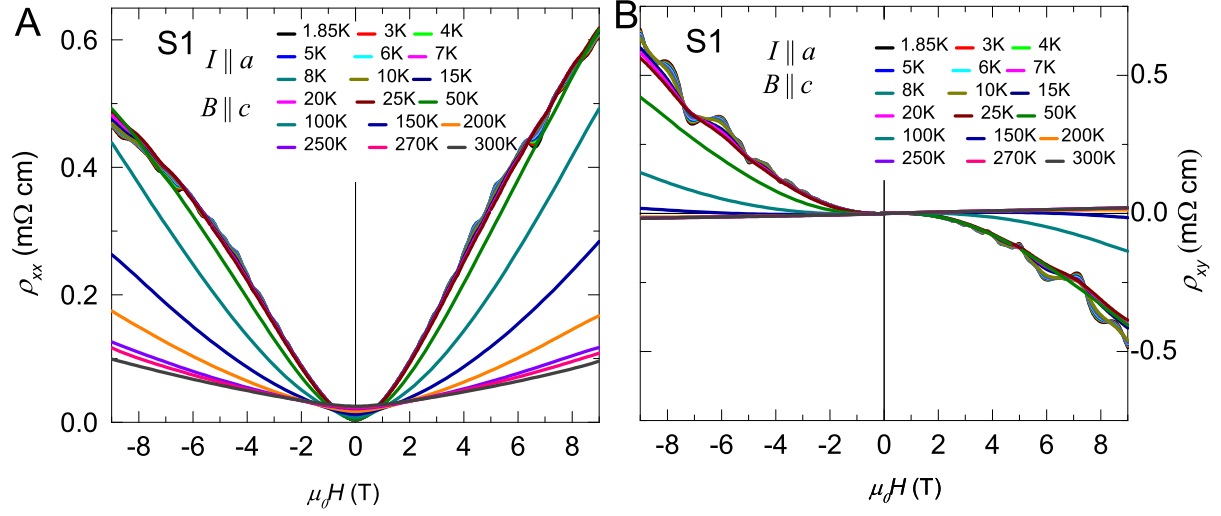 A
S1
I || a
B || c
1.85K 3K 4K
5K 6K 7K
8K 10K 15K
20K 25K 50K
100K 150K 200K
250K 270K 300K
0.6
0.4
0.2
0.0
ρxx (mΩ cm)
-8 -6 -4 -2 0 2 4 6 8
μ0H (T)
B
S1
I || a
B || c
1.85K 3K 4K
5K 6K 7K
8K 10K 15K
20K 25K 50K
100K 150K 200K
250K 270K 300K
0.5
0.0
-0.5
ρxy (mΩ cm)
-8 -6 -4 -2 0 2 4 6 8
μ0H (T)